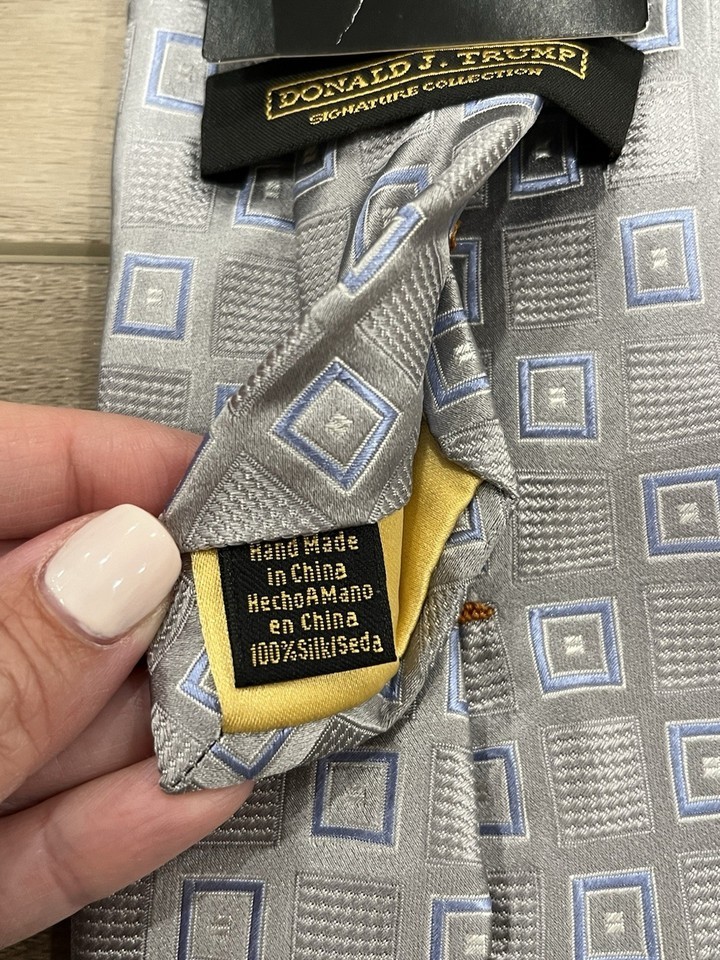 DONALD J. TRUMP
SIGNATURE COLLECTION
Hand Made
in China
HechoAMano
en China
100%Silk/Seda